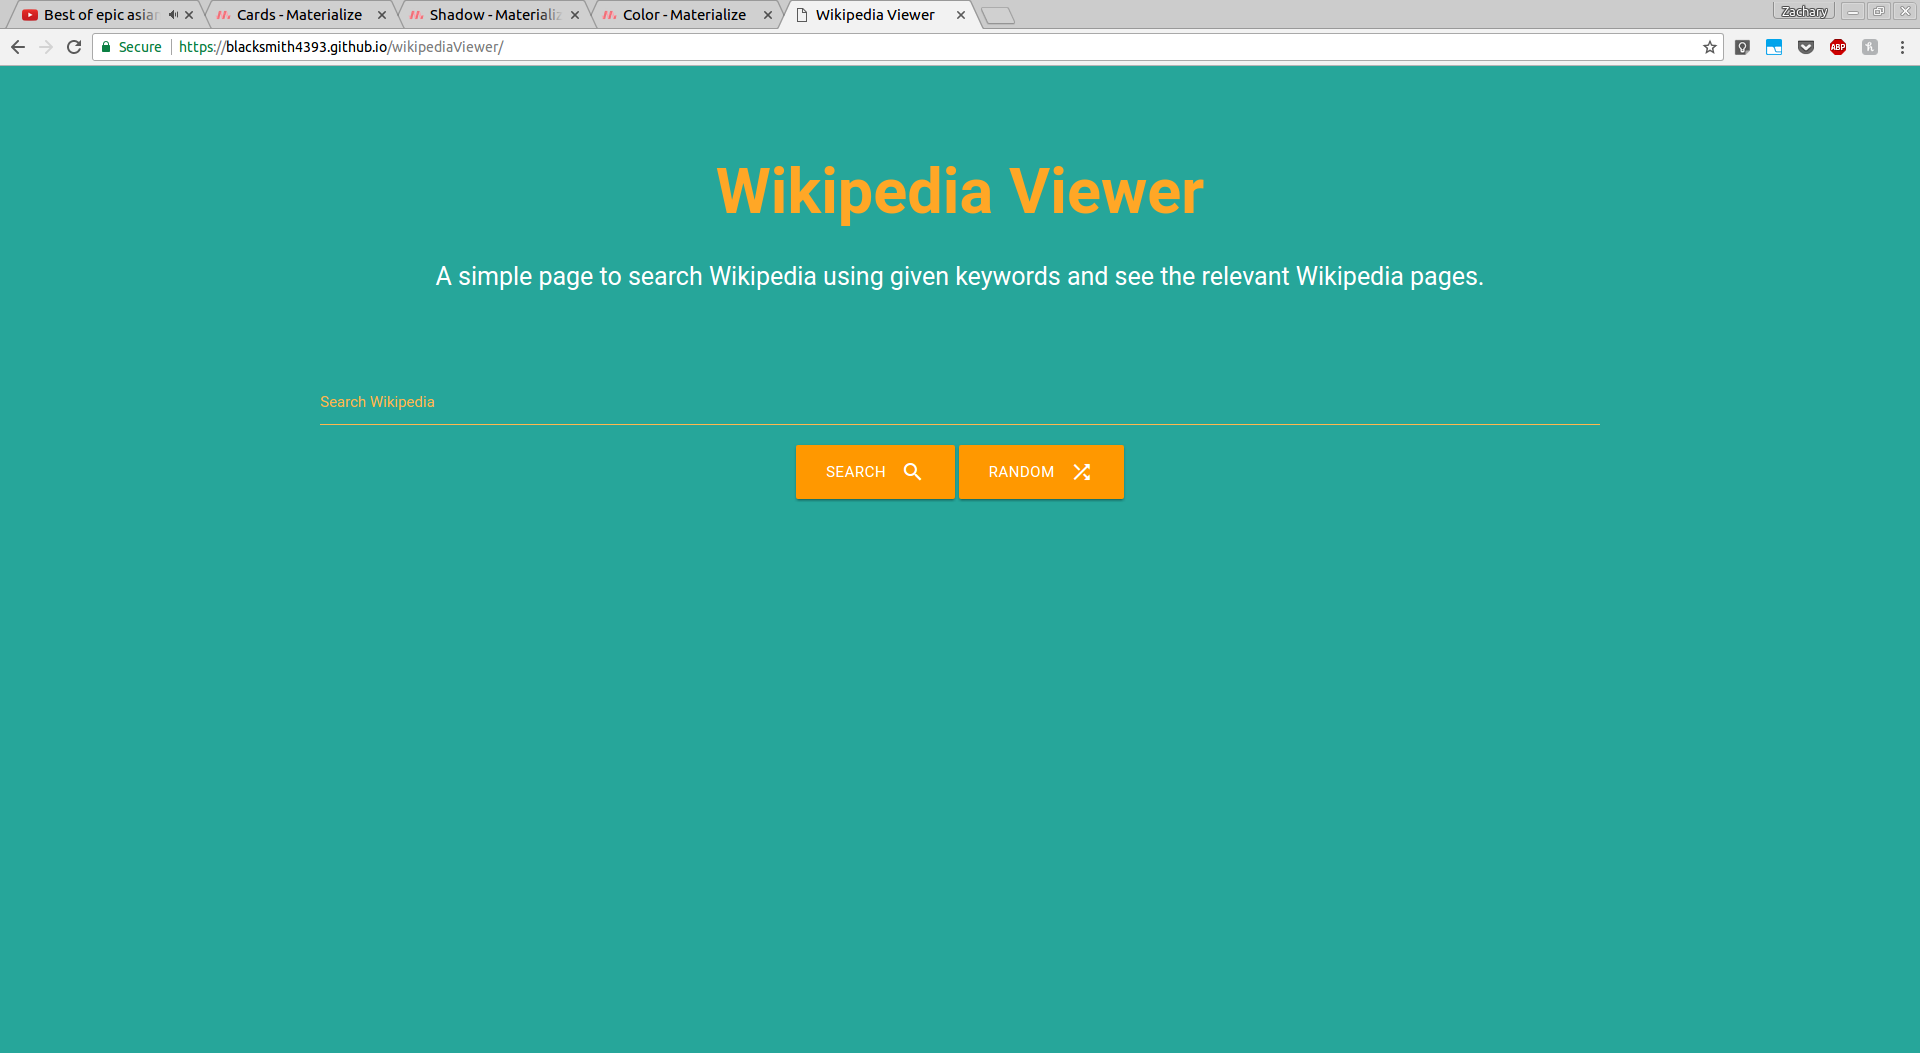 Best of epic asian
Cards - Materialize
Shadow - Materializ
Color - Materialize
Wikipedia Viewer
Zachary
Secure
https://blacksmith4393.github.io/wikipediaViewer/
ABP
Wikipedia Viewer
A simple page to search Wikipedia using given keywords and see the relevant Wikipedia pages.
Search Wikipedia
SEARCH
RANDOM